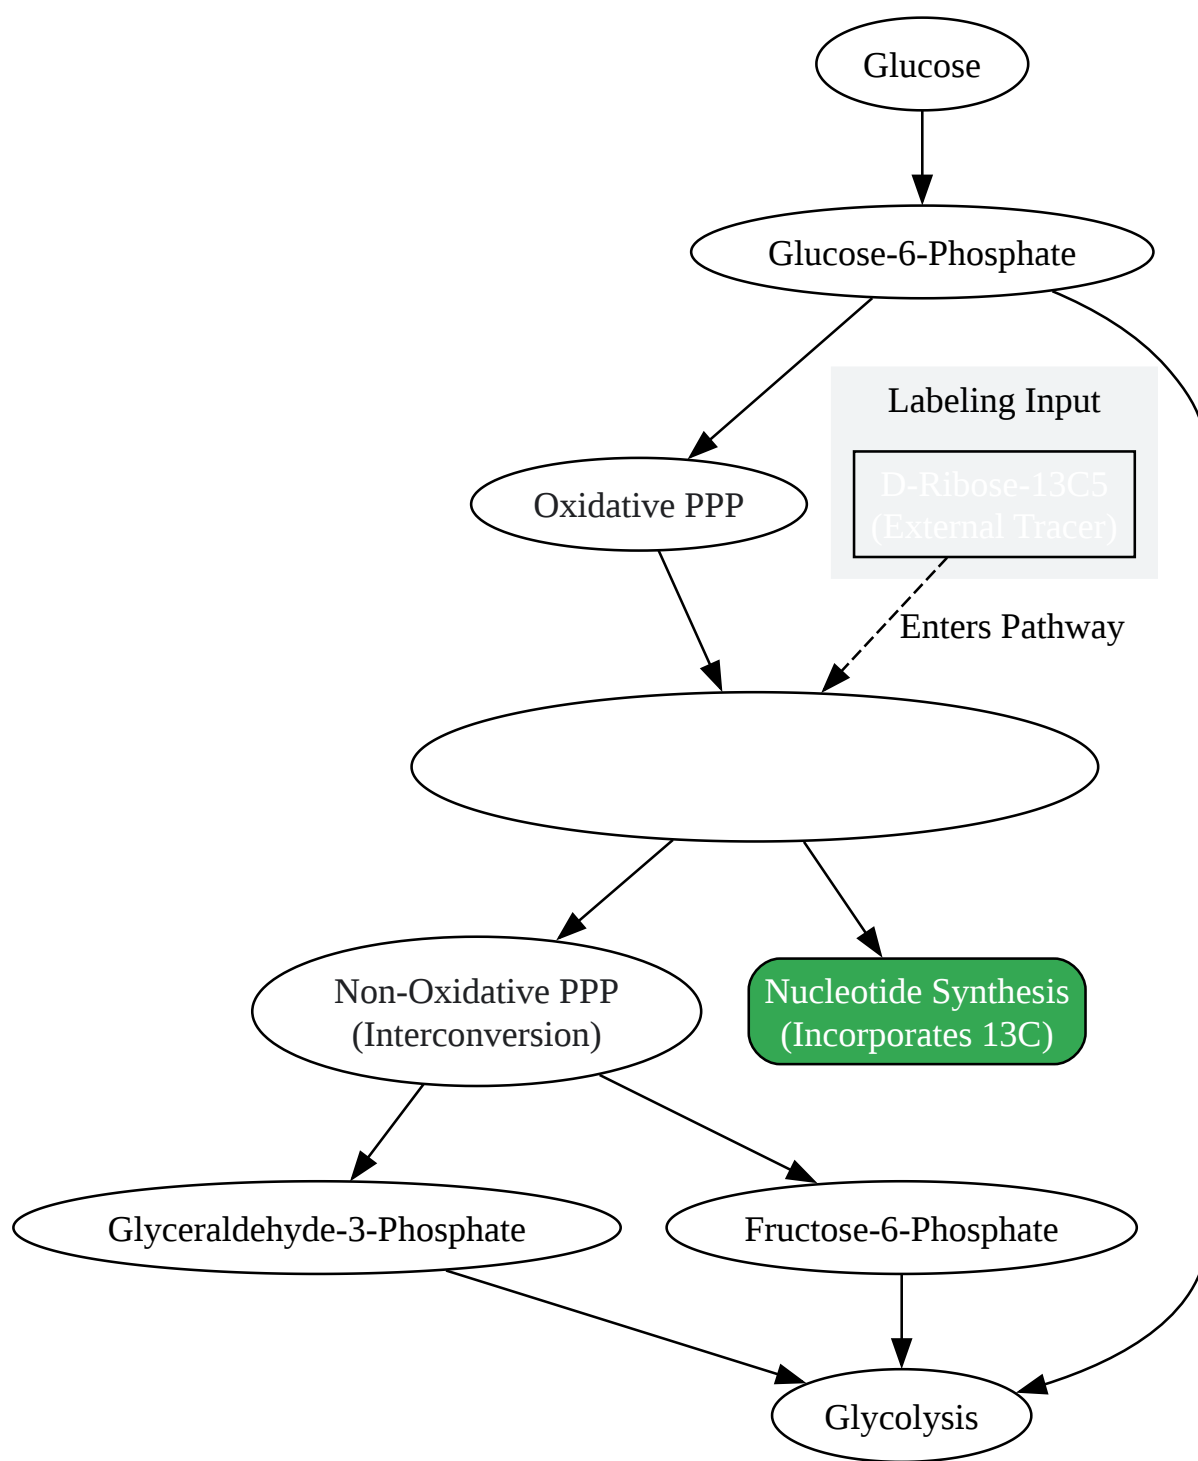 Glucose
Glucose-6-Phosphate
Labeling Input
D-Ribose-13C5
(External Tracer)
Oxidative PPP
Enters Pathway
Non-Oxidative PPP
(Interconversion)
Nucleotide Synthesis
(Incorporates 13C)
Glyceraldehyde-3-Phosphate
Fructose-6-Phosphate
Glycolysis